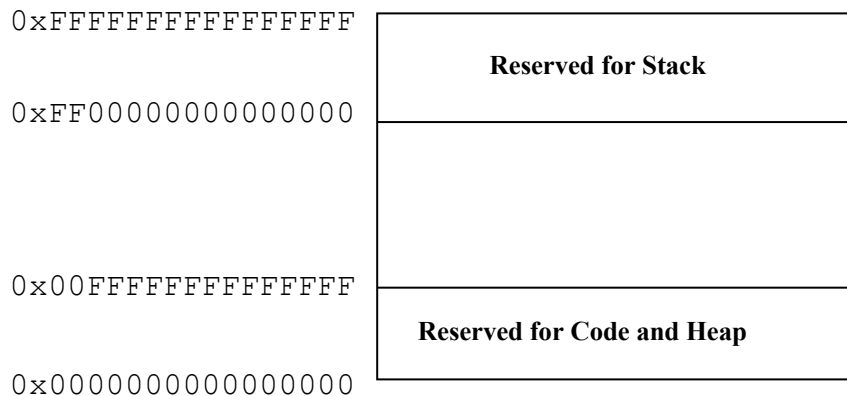 0xFFFFFFFFFFFFFFFF
Reserved for Stack
0xFF00000000000000
0x00FFFFFFFFFFFFFF
Reserved for Code and Heap
0x0000000000000000